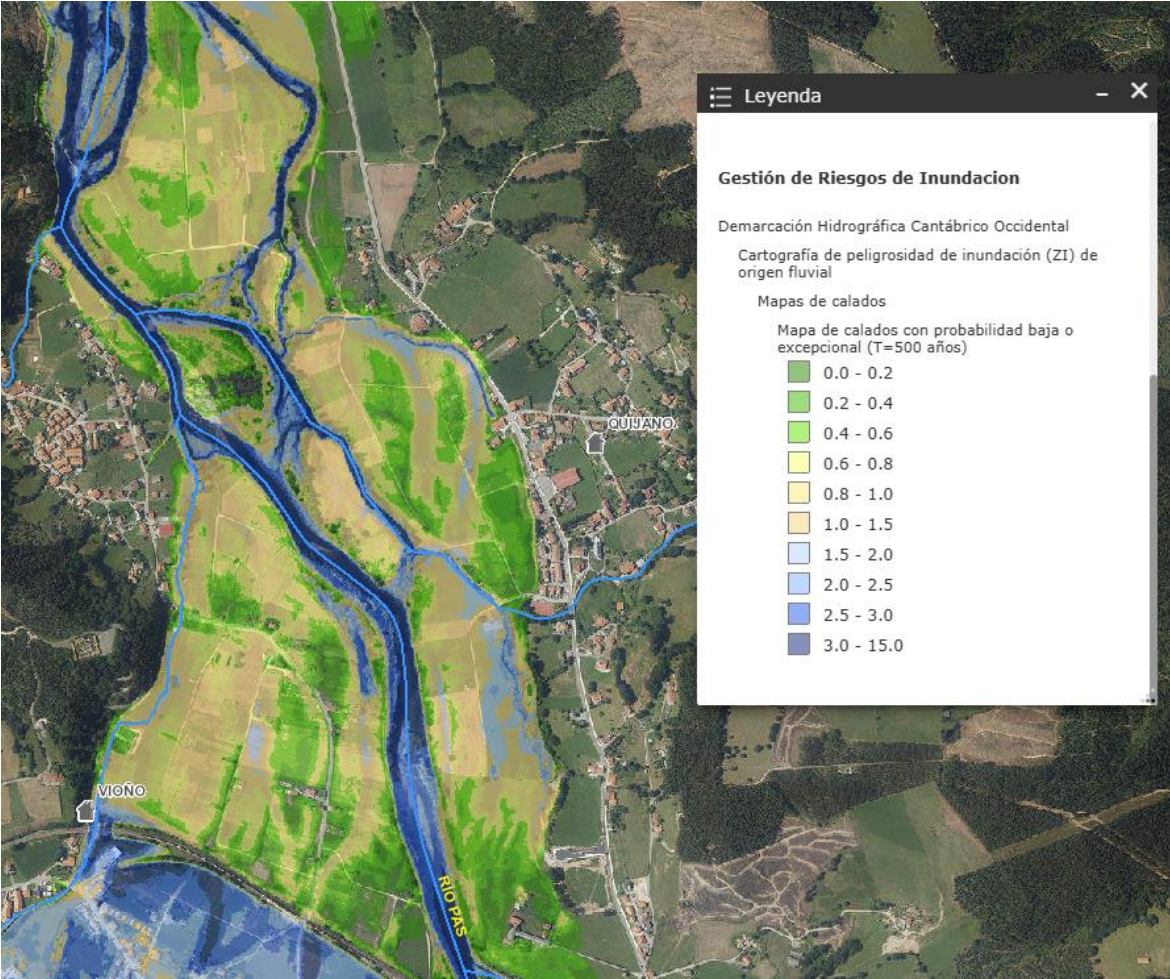 Leyenda
Gestión de Riesgos de Inundacion
Demarcación Hidrográfica Cantábrico Occidental
Cartografía de peligrosidad de inundación (ZI) de
origen fluvial
Mapas de calados
Mapa de calados con probabilidad baja o
excepcional (T=500 años)
0.0 - 0.2
0.2 - 0.4
0.4 - 0.6
0.6 - 0.8
0.8 - 1.0
1.0 - 1.5
1.5 - 2.0
2.0 - 2.5
2.5 - 3.0
3.0 - 15.0
QUIJANO
VIOÑO
RÍO PAS